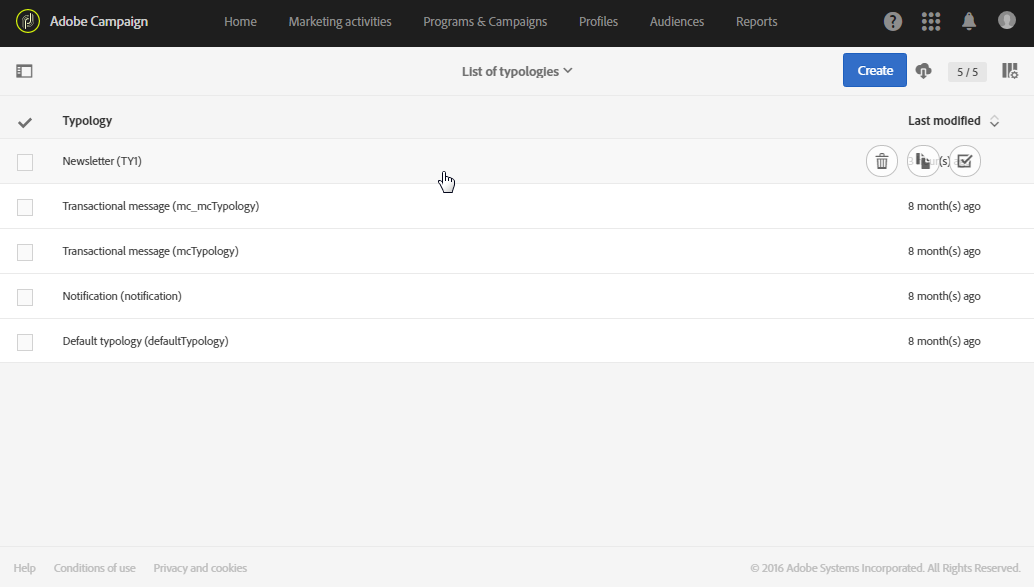 Adobe Campaign Home Marketing activities Programs & Campaigns Profiles Audiences Reports ?
List of typologies Create 5 / 5
Typology Last modified
Newsletter (TY1)
Transactional message (mc_mcTypology) 8 month(s) ago
Transactional message (mcTypology) 8 month(s) ago
Notification (notification) 8 month(s) ago
Default typology (defaultTypology) 8 month(s) ago
Help Conditions of use Privacy and cookies © 2016 Adobe Systems Incorporated. All Rights Reserved.